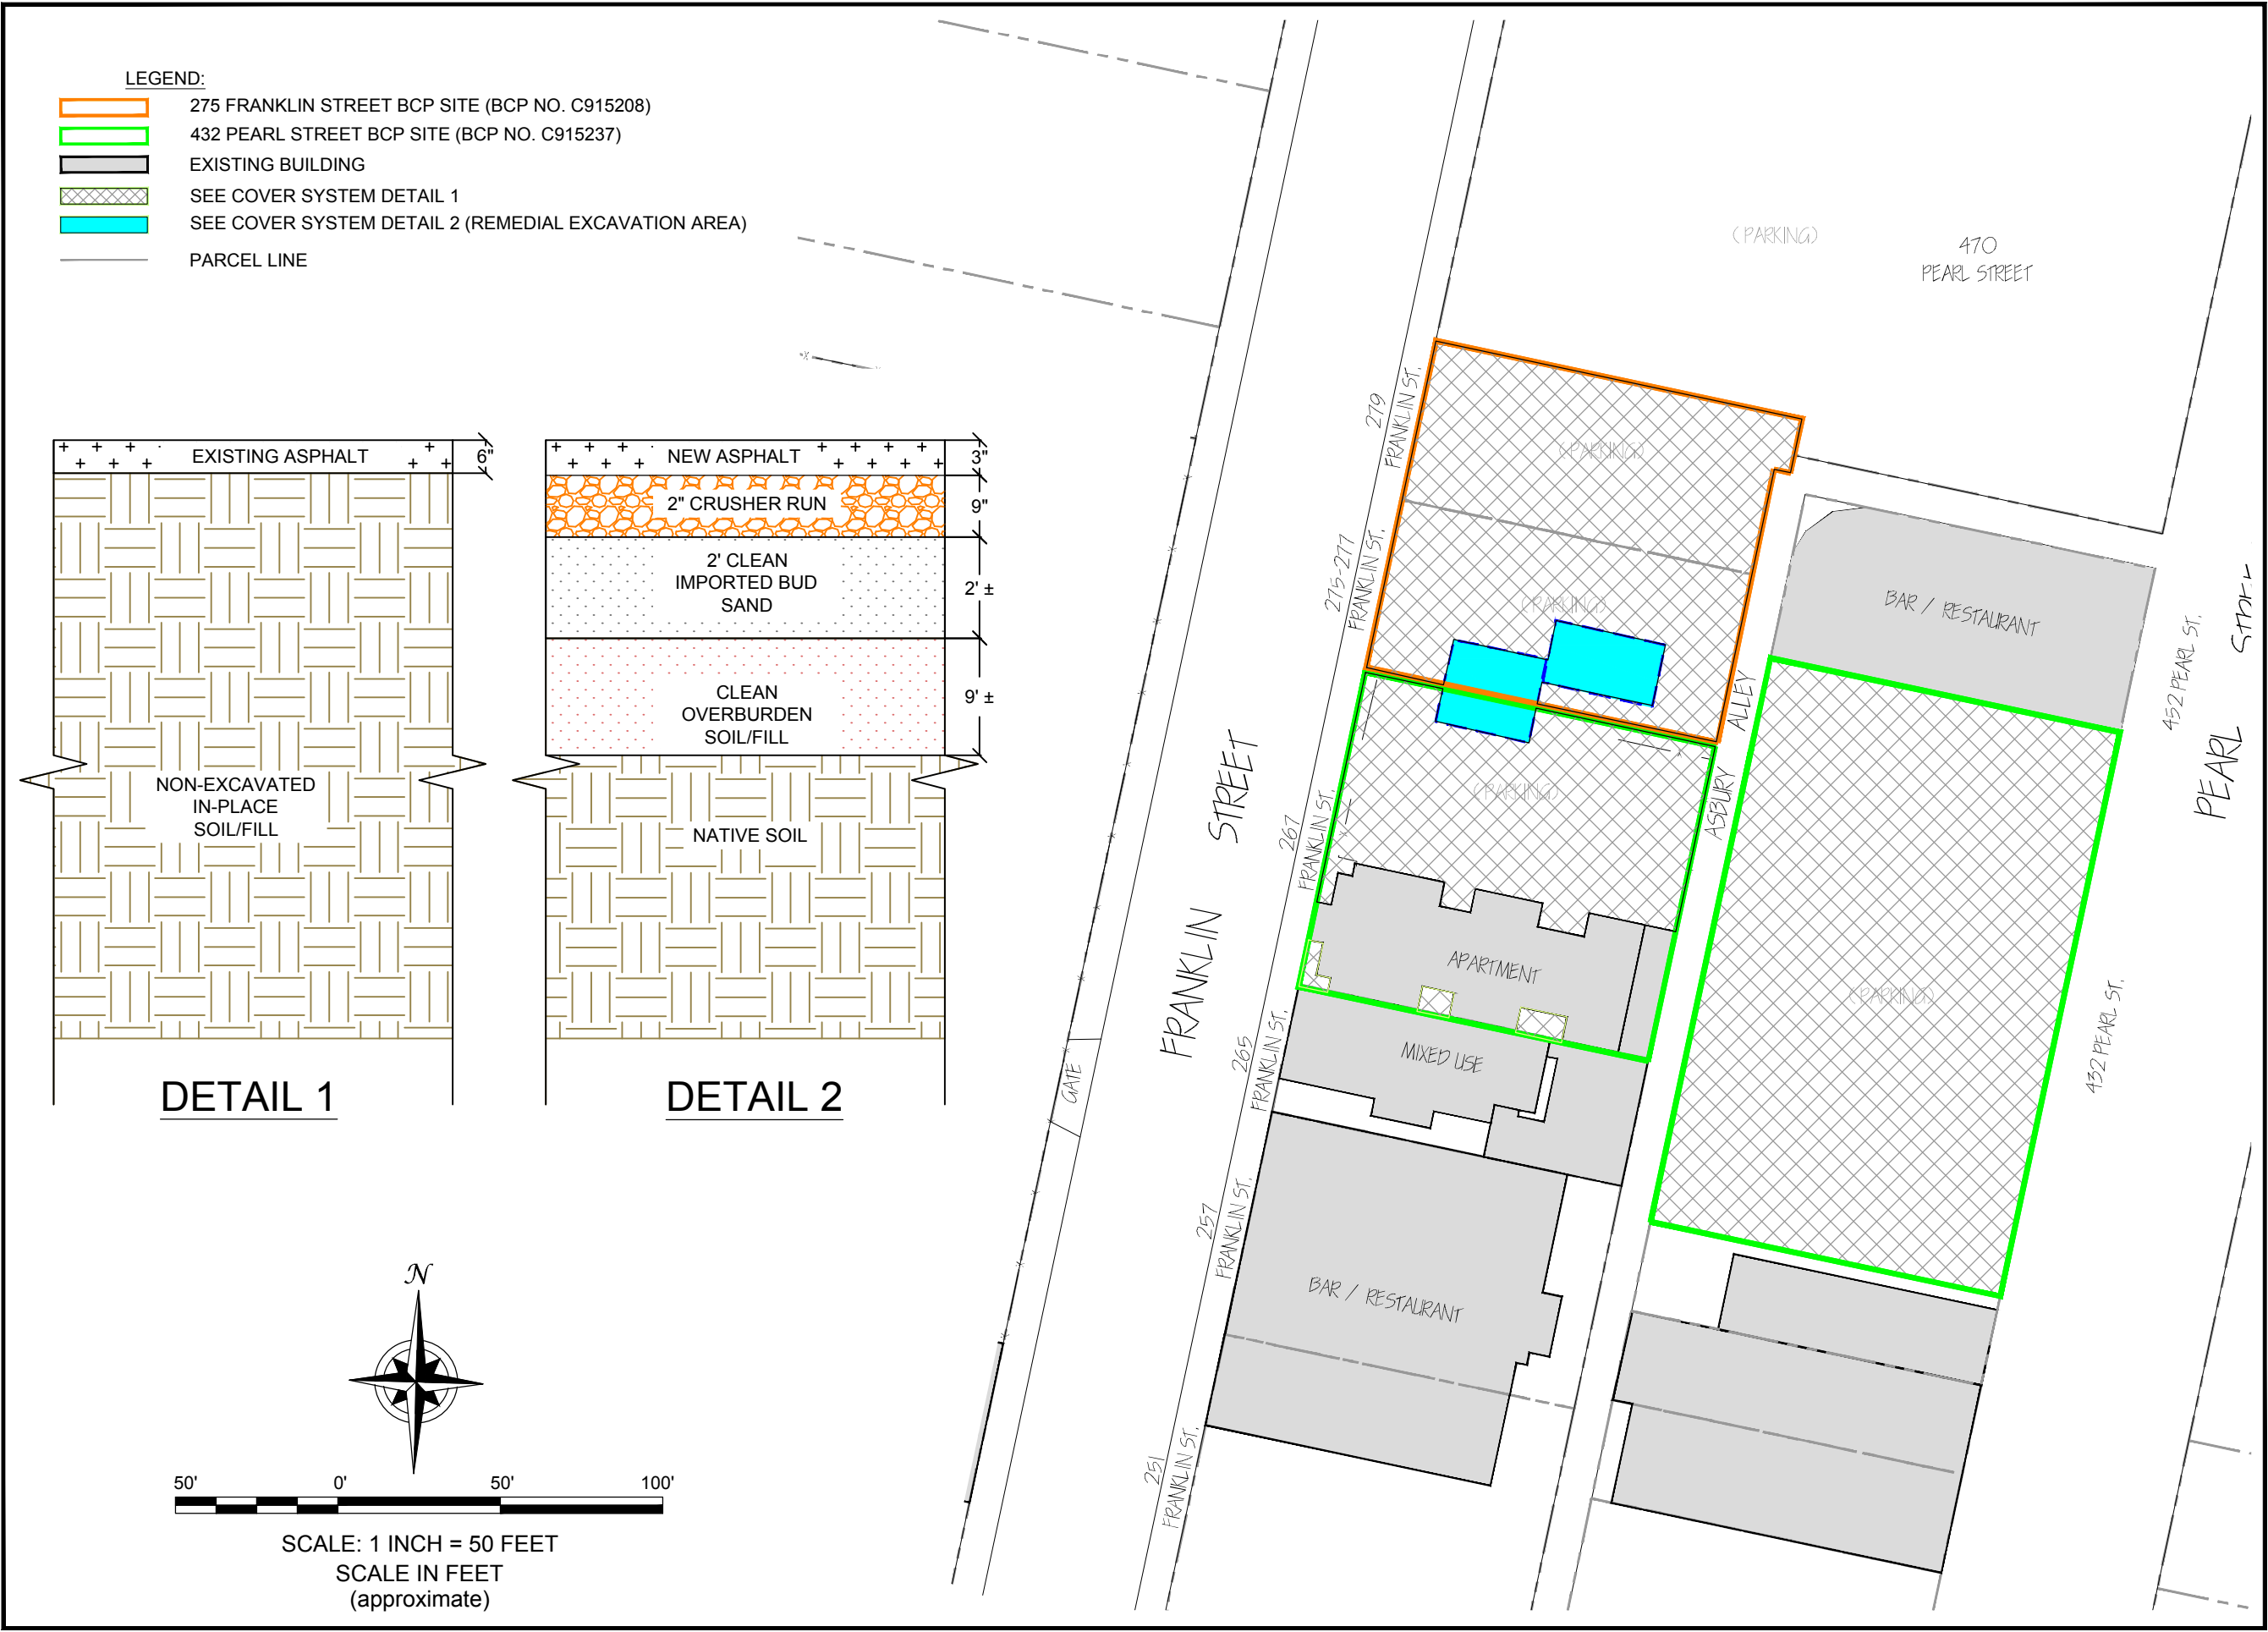 LEGEND:
275 FRANKLIN STREET BCP SITE (BCP NO. C915208)
432 PEARL STREET BCP SITE (BCP NO. C915237)
EXISTING BUILDING
SEE COVER SYSTEM DETAIL 1
SEE COVER SYSTEM DETAIL 2 (REMEDIAL EXCAVATION AREA)
PARCEL LINE
EXISTING ASPHALT
6"
NON-EXCAVATED
IN-PLACE
SOIL/FILL
DETAIL 1
NEW ASPHALT
3"
2" CRUSHER RUN
9"
2' CLEAN
IMPORTED BUD
SAND
2' ±
CLEAN
OVERBURDEN
SOIL/FILL
9' ±
NATIVE SOIL
DETAIL 2
N
50'
0'
50'
100'
SCALE: 1 INCH = 50 FEET
SCALE IN FEET
(approximate)
(PARKING)
470
PEARL STREET
279
FRANKLIN ST.
(PARKING)
275-277
FRANKLIN ST.
(PARKING)
BAR / RESTAURANT
452 PEARL ST.
PEARL
ASBURY ALLEY
267
FRANKLIN ST.
(PARKING)
FRANKLIN STREET
APARTMENT
(PARKING)
432 PEARL ST.
265
FRANKLIN ST.
MIXED USE
GATE
257
FRANKLIN ST.
BAR / RESTAURANT
251
FRANKLIN ST.